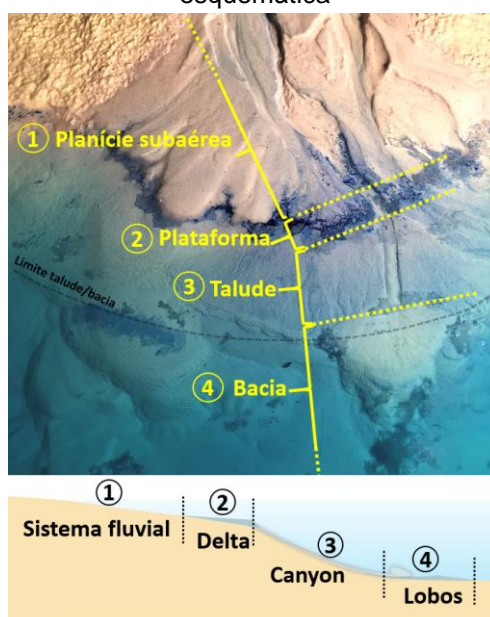 esquemática
① Planície subaérea
② Plataforma
③ Talude
Limite talude/bacia
④ Bacia
① ② ③ ④
Sistema fluvial
Delta
Canyon
Lobos